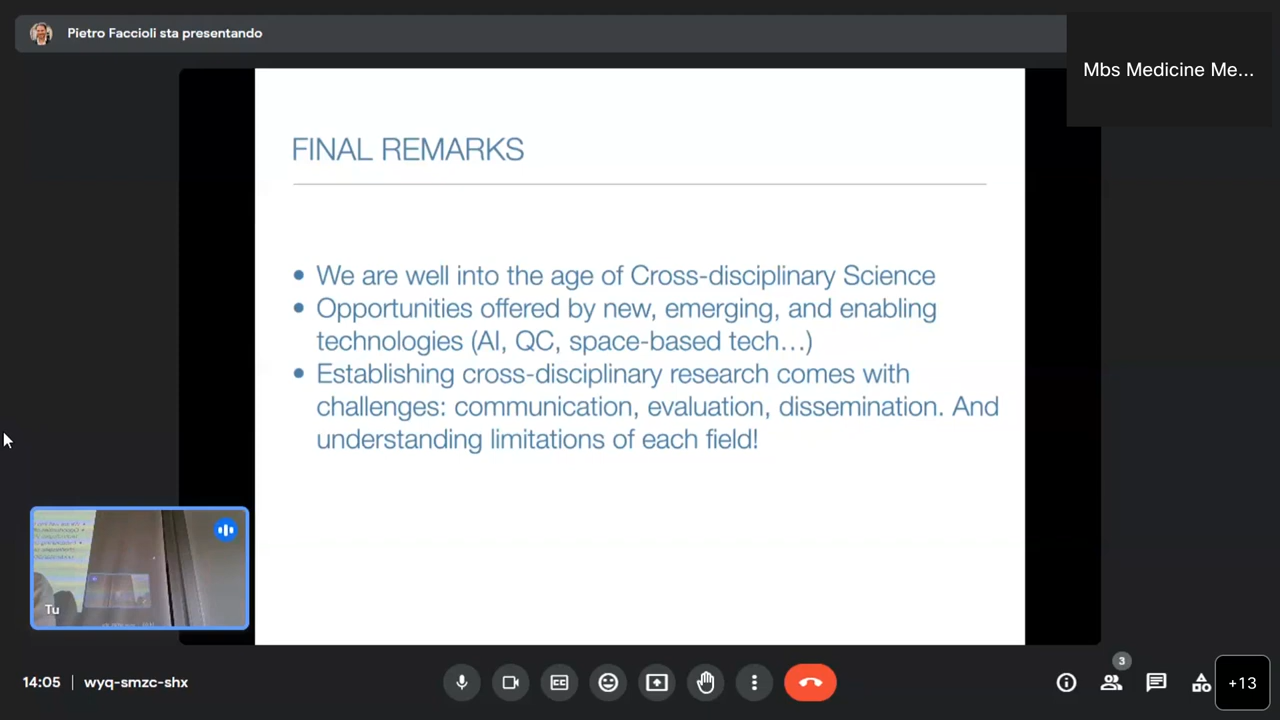 Pietro Faccioli sta presentando
Mbs Medicine Me...
FINAL REMARKS
• We are well into the age of Cross-disciplinary Science
• Opportunities offered by new, emerging, and enabling
technologies (AI, QC, space-based tech...)
• Establishing cross-disciplinary research comes with
challenges: communication, evaluation, dissemination. And
understanding limitations of each field!
Tu
14:05 | wyq-smzc-shx
3
+13